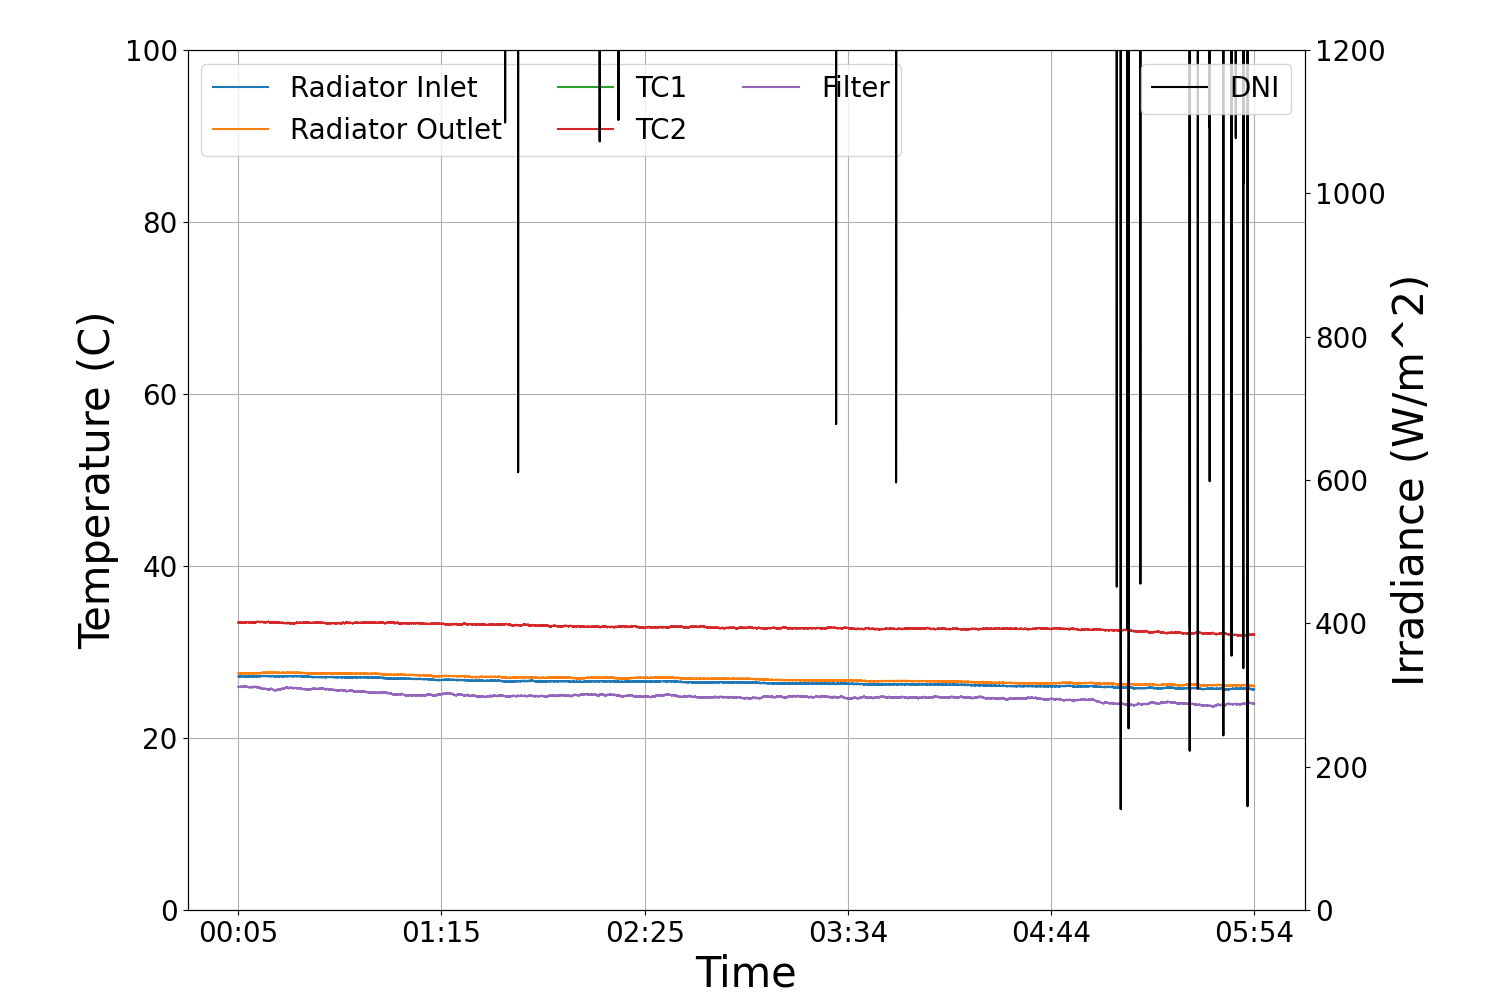 100
80
60
40
20
0
Temperature (C)
Radiator Inlet
Radiator Outlet
TC1
TC2
Filter
DNI
1200
1000
800
600
400
200
0
Irradiance (W/m^2)
00:05 01:15 02:25 03:34 04:44 05:54
Time